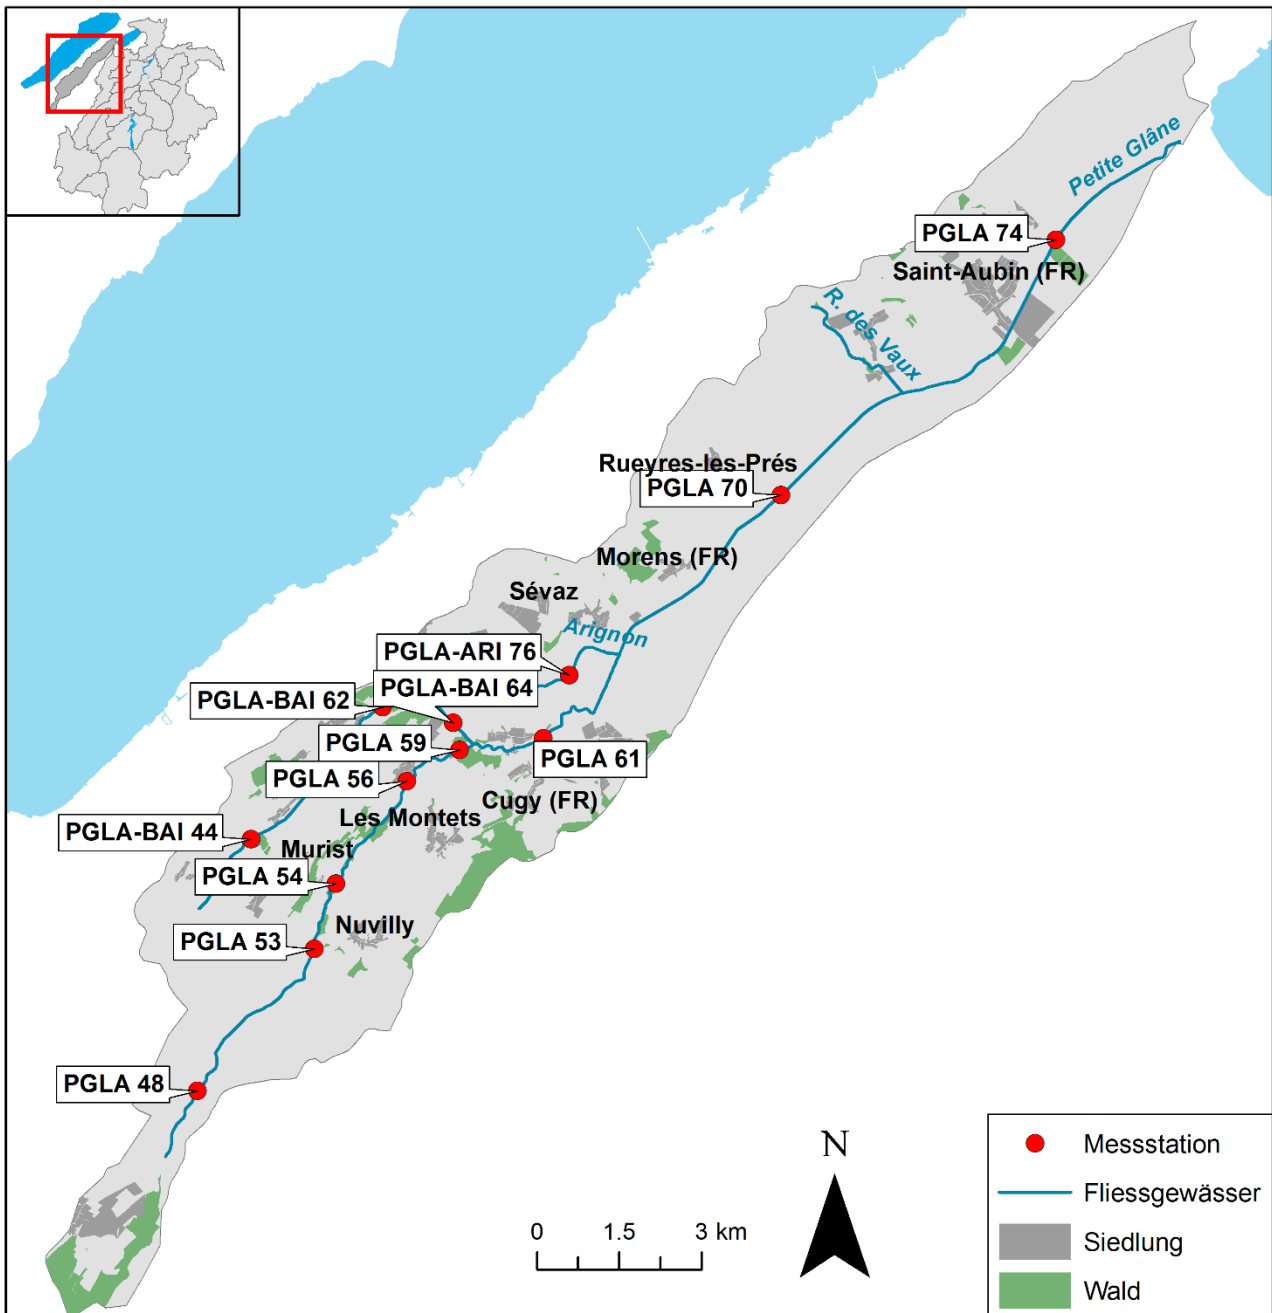 Petite Glâne
PGLA 74
Saint-Aubin (FR)
R. des Vaux
Rueyres-les-Prés
PGLA 70
Morens (FR)
Sévaz
Arignon
PGLA-ARI 76
PGLA-BAI 64
PGLA-BAI 62
PGLA 59
PGLA 61
PGLA 56
Cugy (FR)
Les Montets
PGLA-BAI 44
Murist
PGLA 54
Nuvilly
PGLA 53
PGLA 48
N
0 1.5 3 km
Messstation
Fliessgewässer
Siedlung
Wald